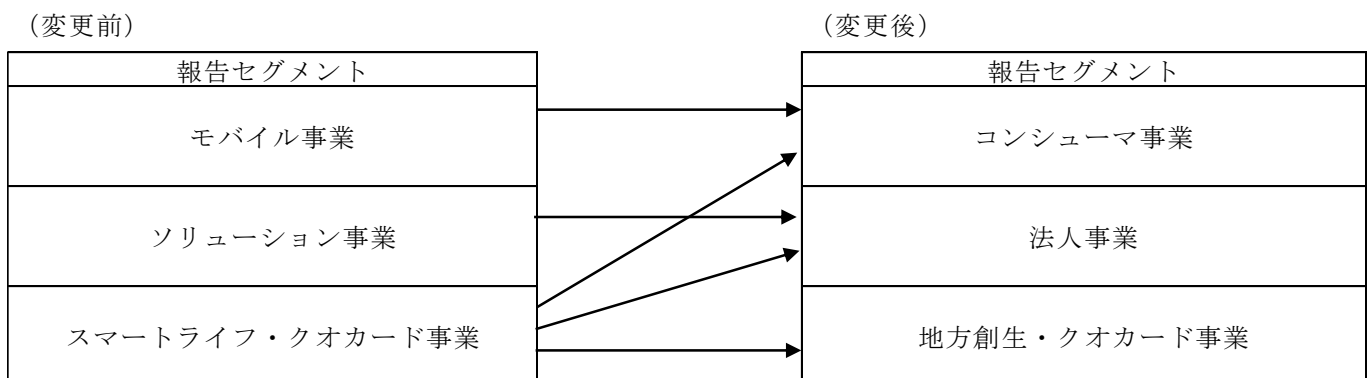 (変更前)
(変更後)
報告セグメント
報告セグメント
モバイル事業
コンシューマ事業
ソリューション事業
法人事業
スマートライフ・クオカード事業
地方創生・クオカード事業